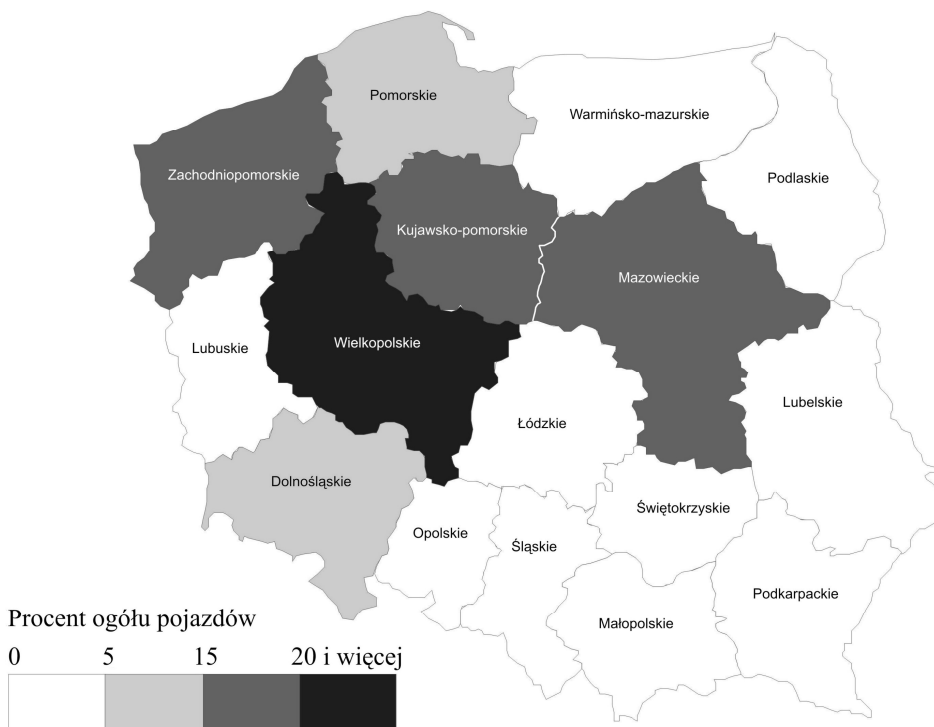 Pomorskie
Warmińsko-mazurskie
Zachodniopomorskie
Podlaskie
Kujawsko-pomorskie
Mazowieckie
Wielkopolskie
Lubuskie
Lubelskie
Łódzkie
Dolnośląskie
Świętokrzyskie
Opolskie
Śląskie
Podkarpackie
Małopolskie
Procent ogółu pojazdów
0 5 15 20 i więcej